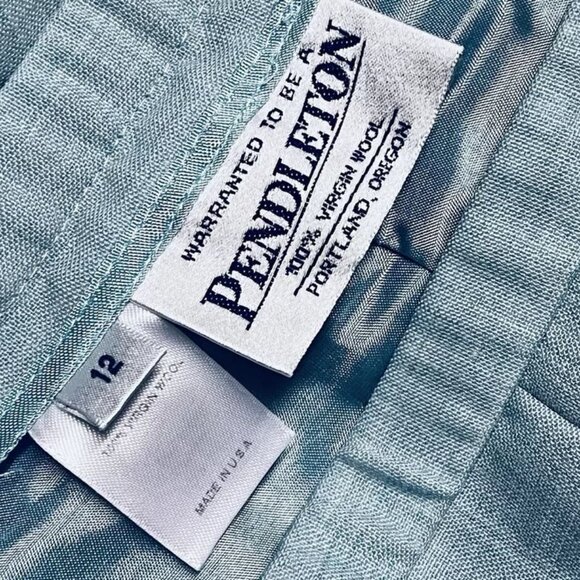 WARRANTED TO BE A
PENDLETON
100% VIRGIN WOOL
PORTLAND, OREGON
12
100% VIRGIN WOOL
MADE IN U.S.A